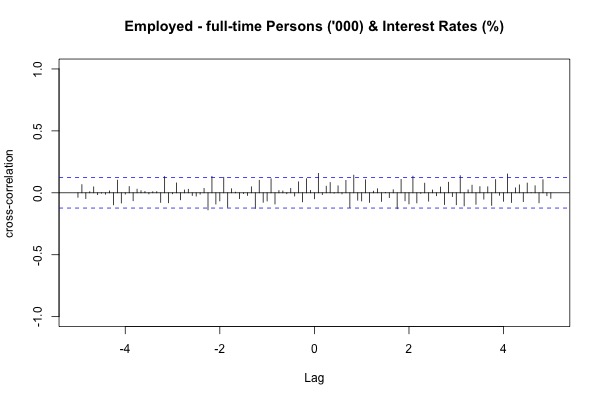 Employed - full-time Persons ('000) & Interest Rates (%)
cross-correlation
1.0
0.5
0.0
-0.5
-1.0
-4 -2 0 2 4
Lag